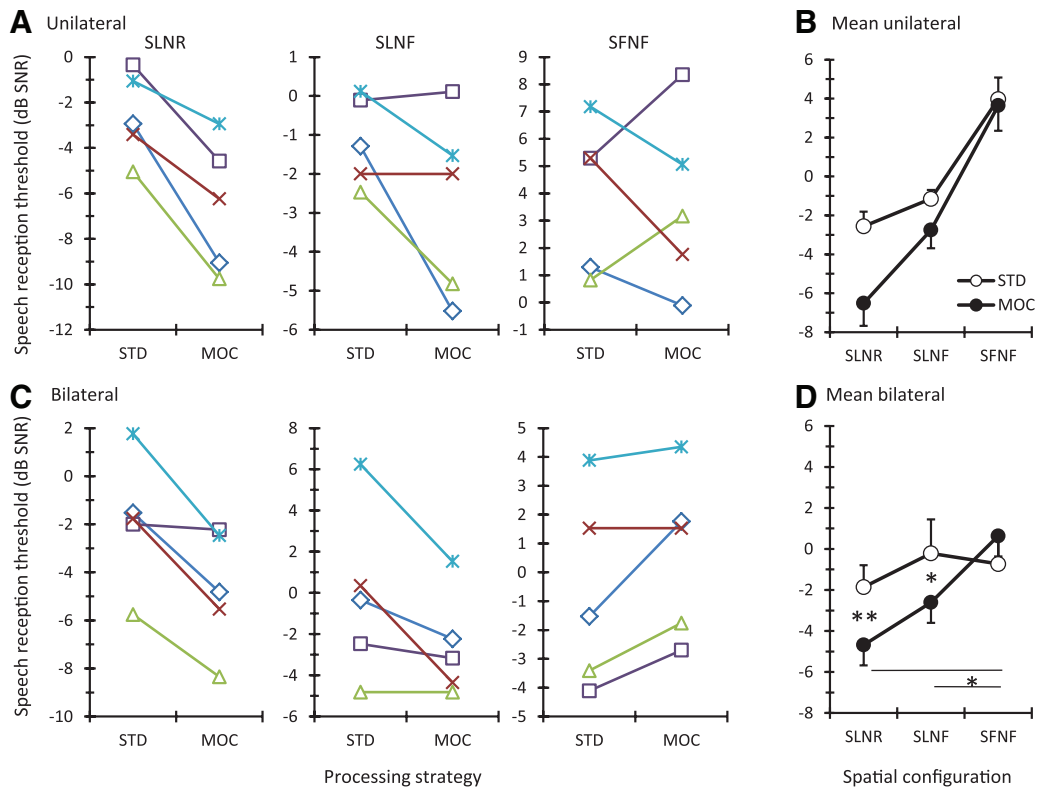 A Unilateral
SLNR SLNF SFNF
Speech reception threshold (dB SNR)
0 -2 -4 -6 -8 -10 -12
STD MOC
1 0 -1 -2 -3 -4 -5 -6
STD MOC
9 8 7 6 5 4 3 2 1 0 -1
STD MOC
B Mean unilateral
6 4 2 0 -2 -4 -6 -8
STD
MOC
SLNR SLNF SFNF
C Bilateral
Speech reception threshold (dB SNR)
2 0 -2 -4 -6 -8 -10
STD MOC
8 6 4 2 0 -2 -4 -6
STD MOC
5 4 3 2 1 0 -1 -2 -3 -4 -5
STD MOC
Processing strategy
D Mean bilateral
6 4 2 0 -2 -4 -6 -8
*
**
*
SLNR SLNF SFNF
Spatial configuration